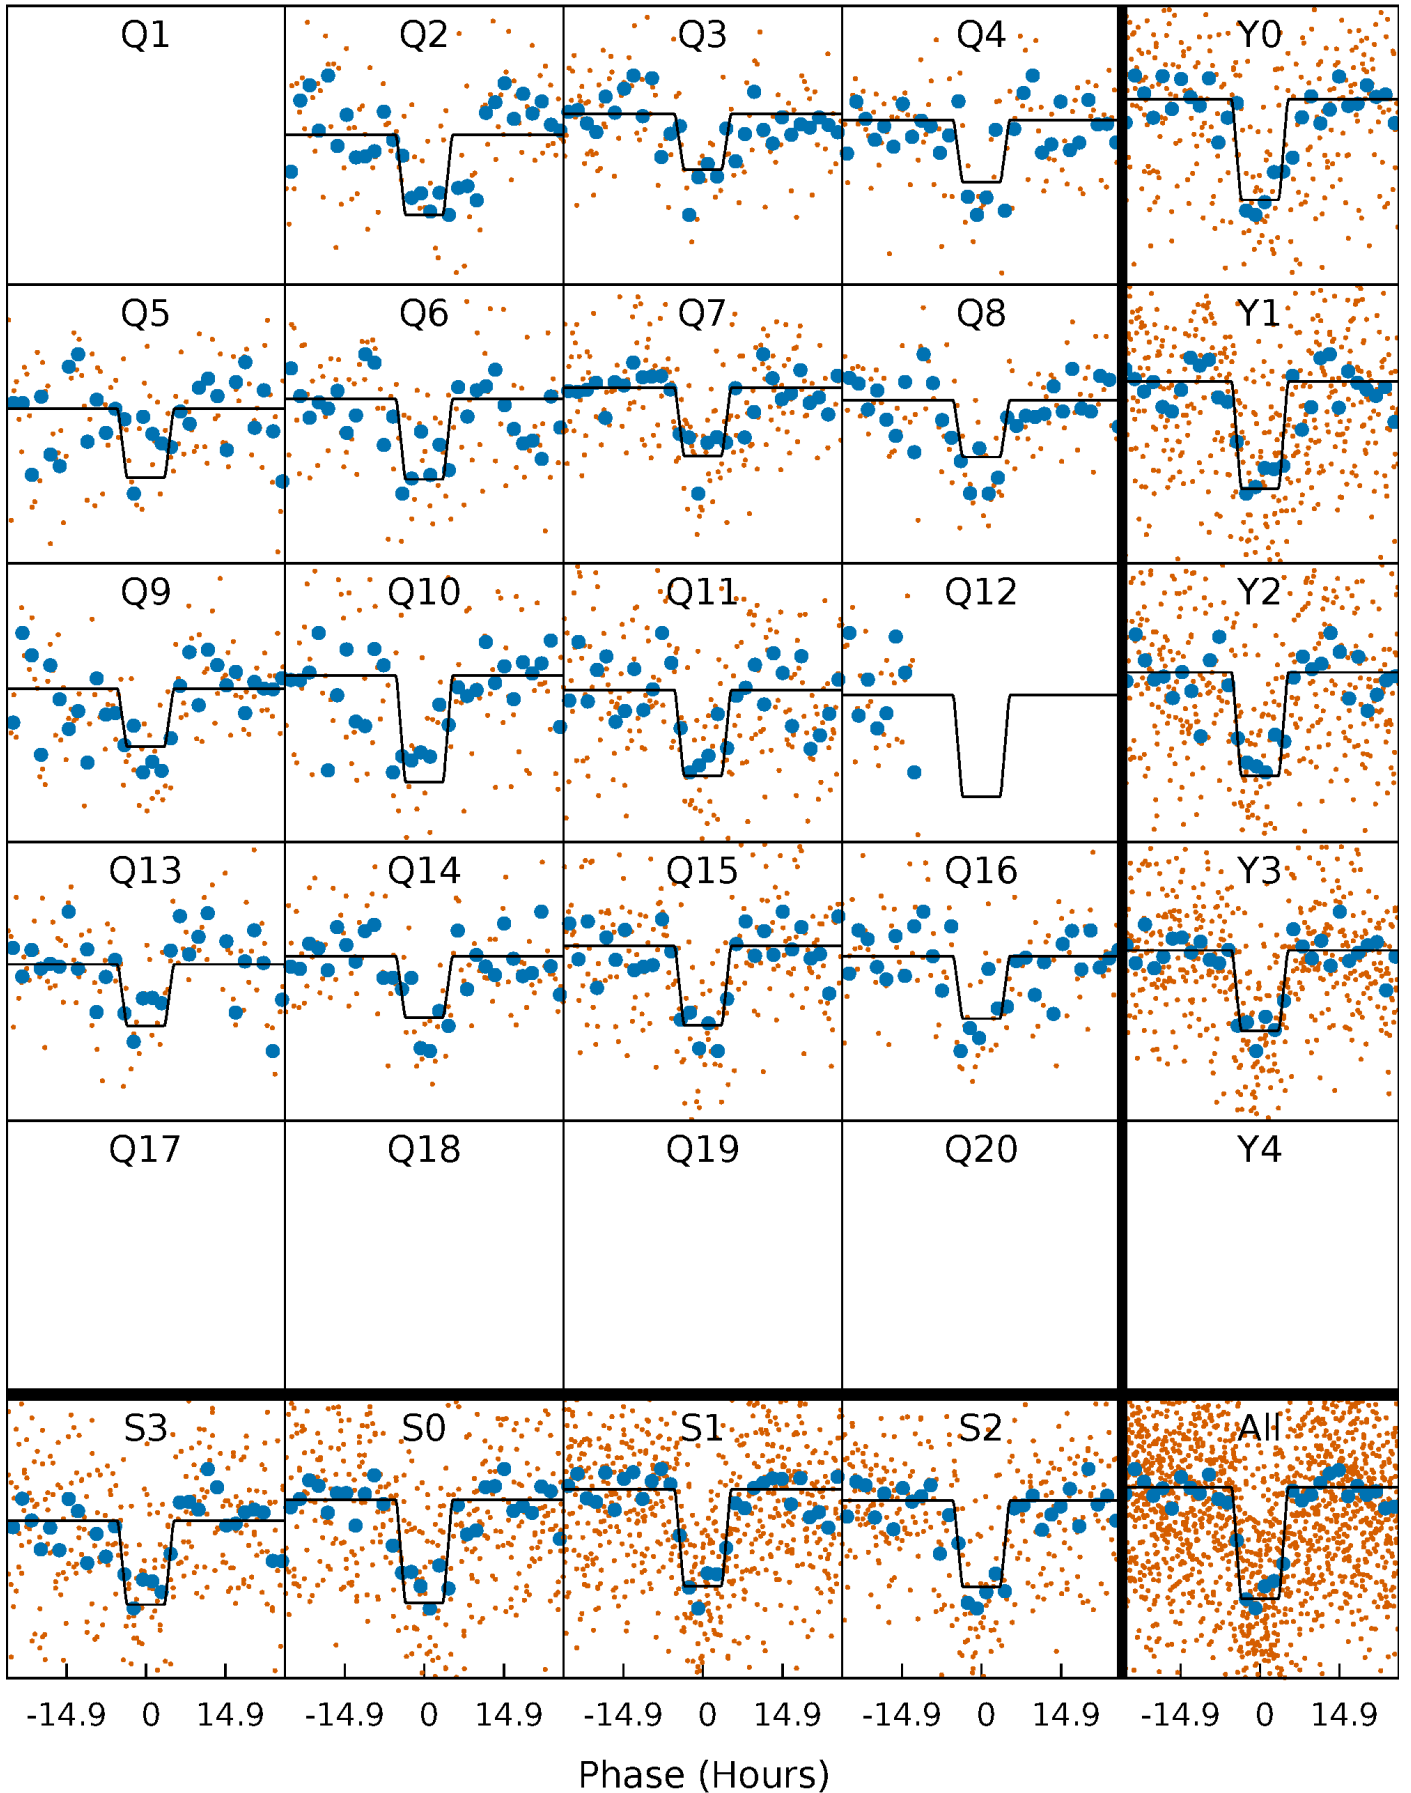 Q1 Q2 Q3 Q4 Y0
Q5 Q6 Q7 Q8 Y1
Q9 Q10 Q11 Q12 Y2
Q13 Q14 Q15 Q16 Y3
Q17 Q18 Q19 Q20 Y4
S3 S0 S1 S2 All
-14.9 0 14.9 -14.9 0 14.9 -14.9 0 14.9 -14.9 0 14.9 -14.9 0 14.9
Phase (Hours)